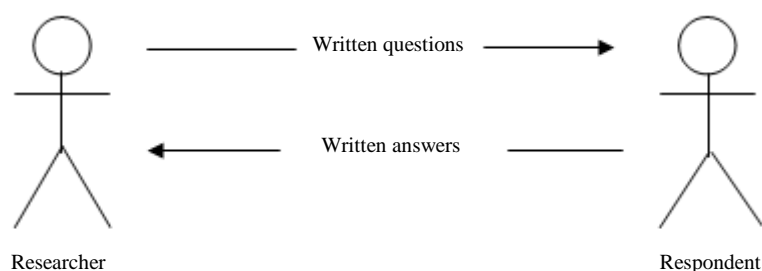 Written questions
Written answers
Researcher
Respondent